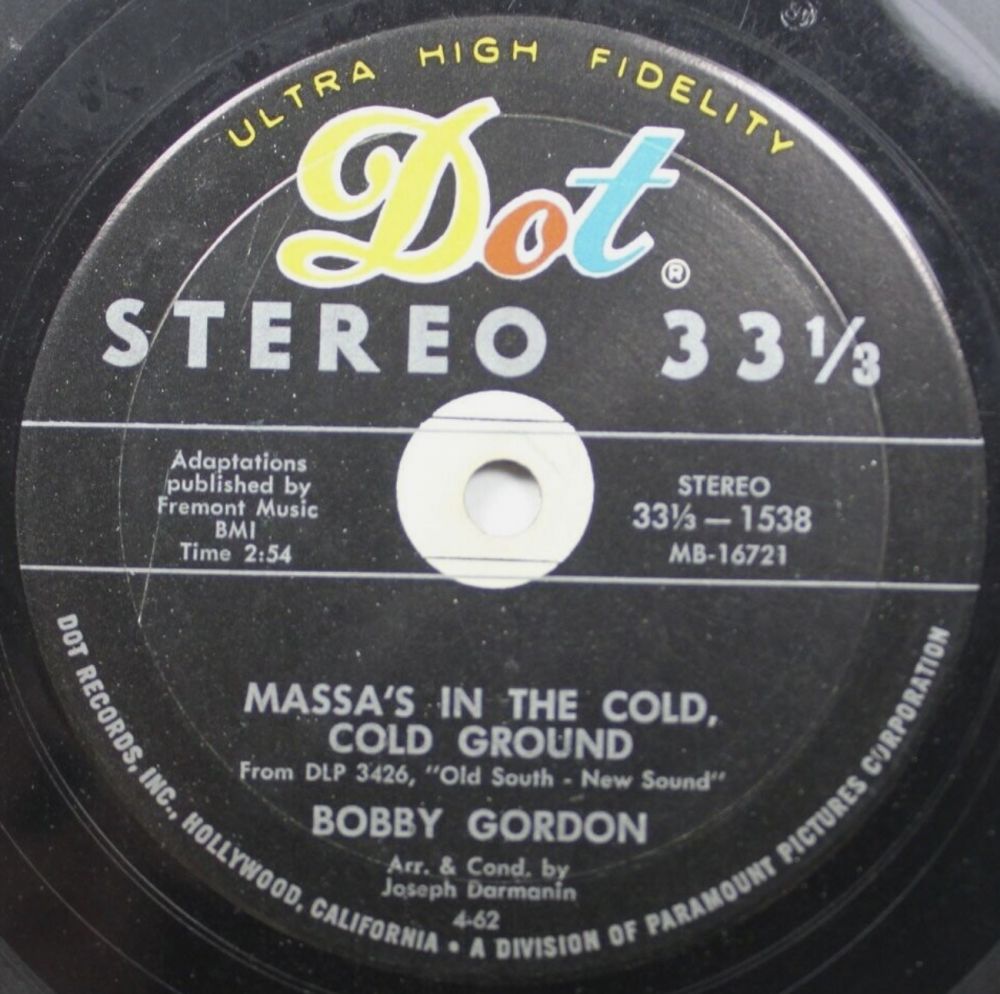 ULTRA HIGH FIDELITY
Dot®
STEREO 33 1/3
Adaptations
published by
Fremont Music
BMI
Time 2:54
STEREO
33⅓ — 1538
MB-16721
MASSA'S IN THE COLD,
COLD GROUND
From DLP 3426, "Old South - New Sound"
BOBBY GORDON
Arr. & Cond. by
Joseph Darmanin
4-62
DOT RECORDS, INC., HOLLYWOOD, CALIFORNIA • A DIVISION OF PARAMOUNT PICTURES CORPORATION